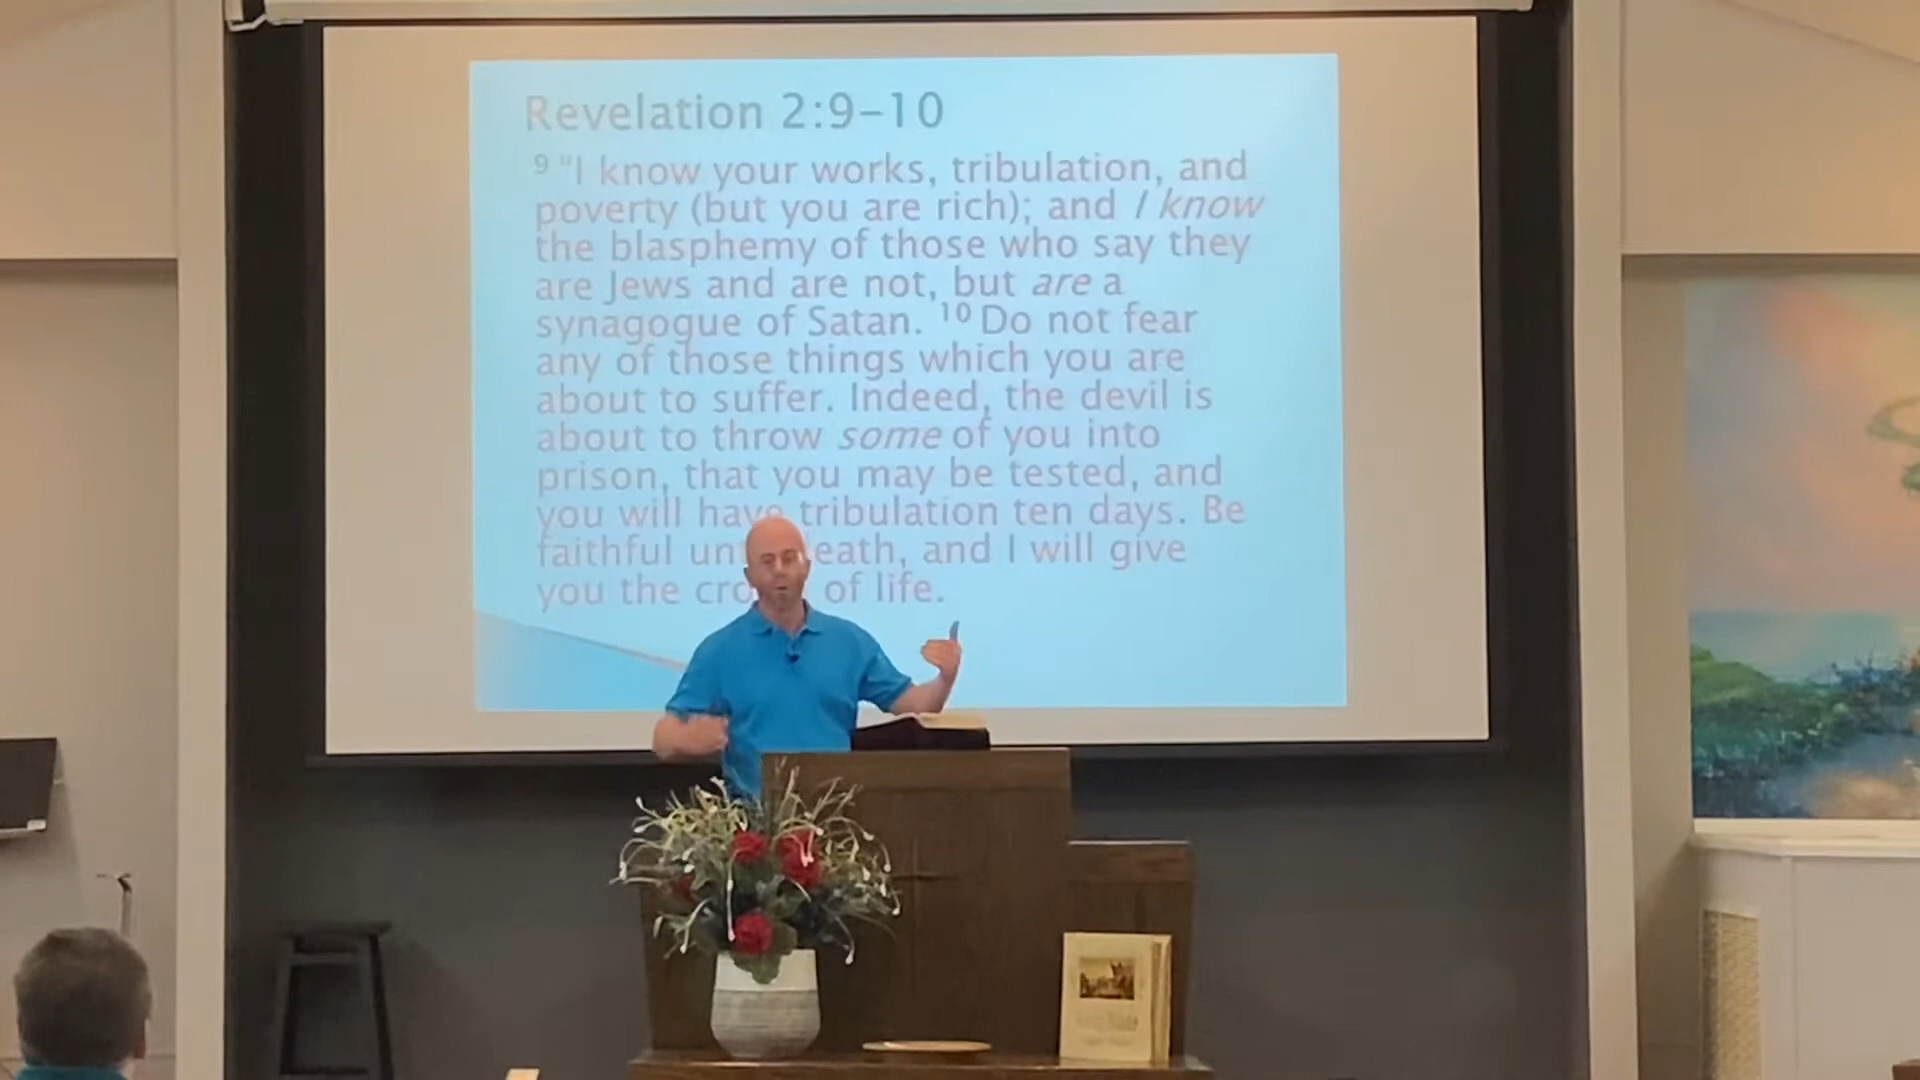 Revelation 2:9-10
9 "I know your works, tribulation, and
poverty (but you are rich); and I know
the blasphemy of those who say they
are Jews and are not, but are a
synagogue of Satan. 10 Do not fear
any of those things which you are
about to suffer. Indeed, the devil is
about to throw some of you into
prison, that you may be tested, and
you will have tribulation ten days. Be
faithful un eath, and I will give
you the cro of life.